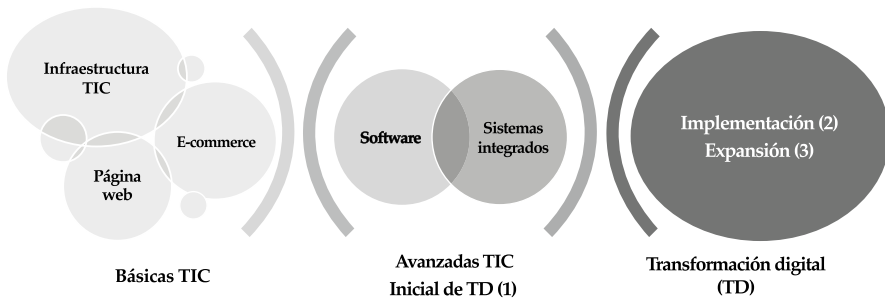 Infraestructura
TIC
E-commerce
Página
web
Básicas TIC
Software
Sistemas
integrados
Avanzadas TIC
Inicial de TD (1)
Implementación (2)
Expansión (3)
Transformación digital
(TD)